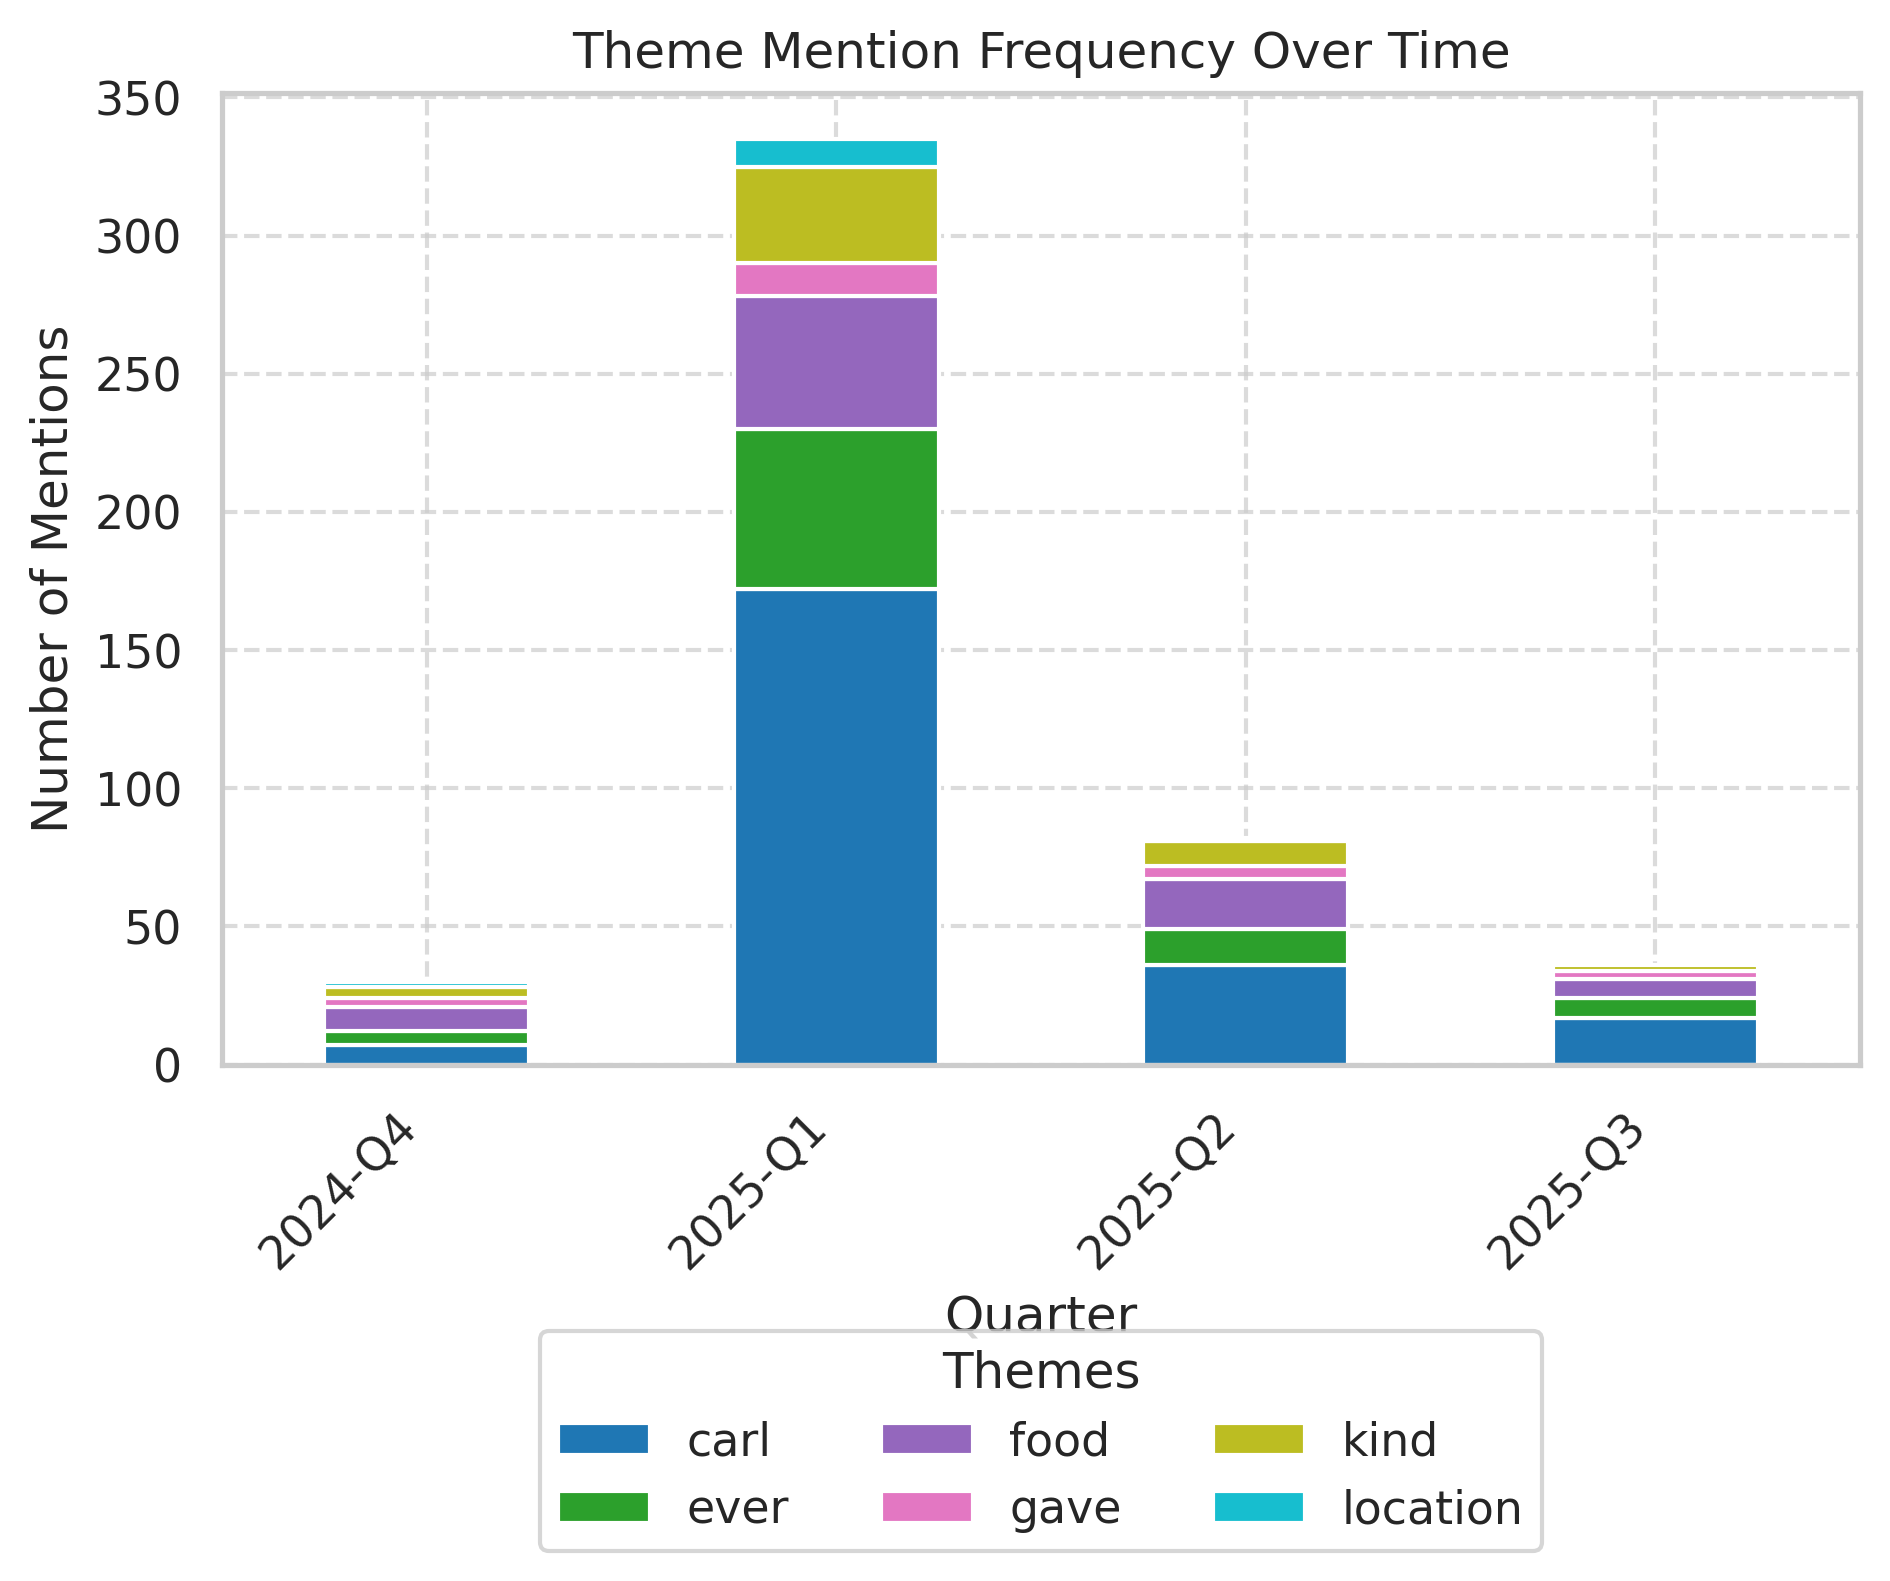 Theme Mention Frequency Over Time
Number of Mentions
350
300
250
200
150
100
50
0
2024-Q4
2025-Q1
2025-Q2
2025-Q3
Quarter
Themes
carl
food
kind
ever
gave
location